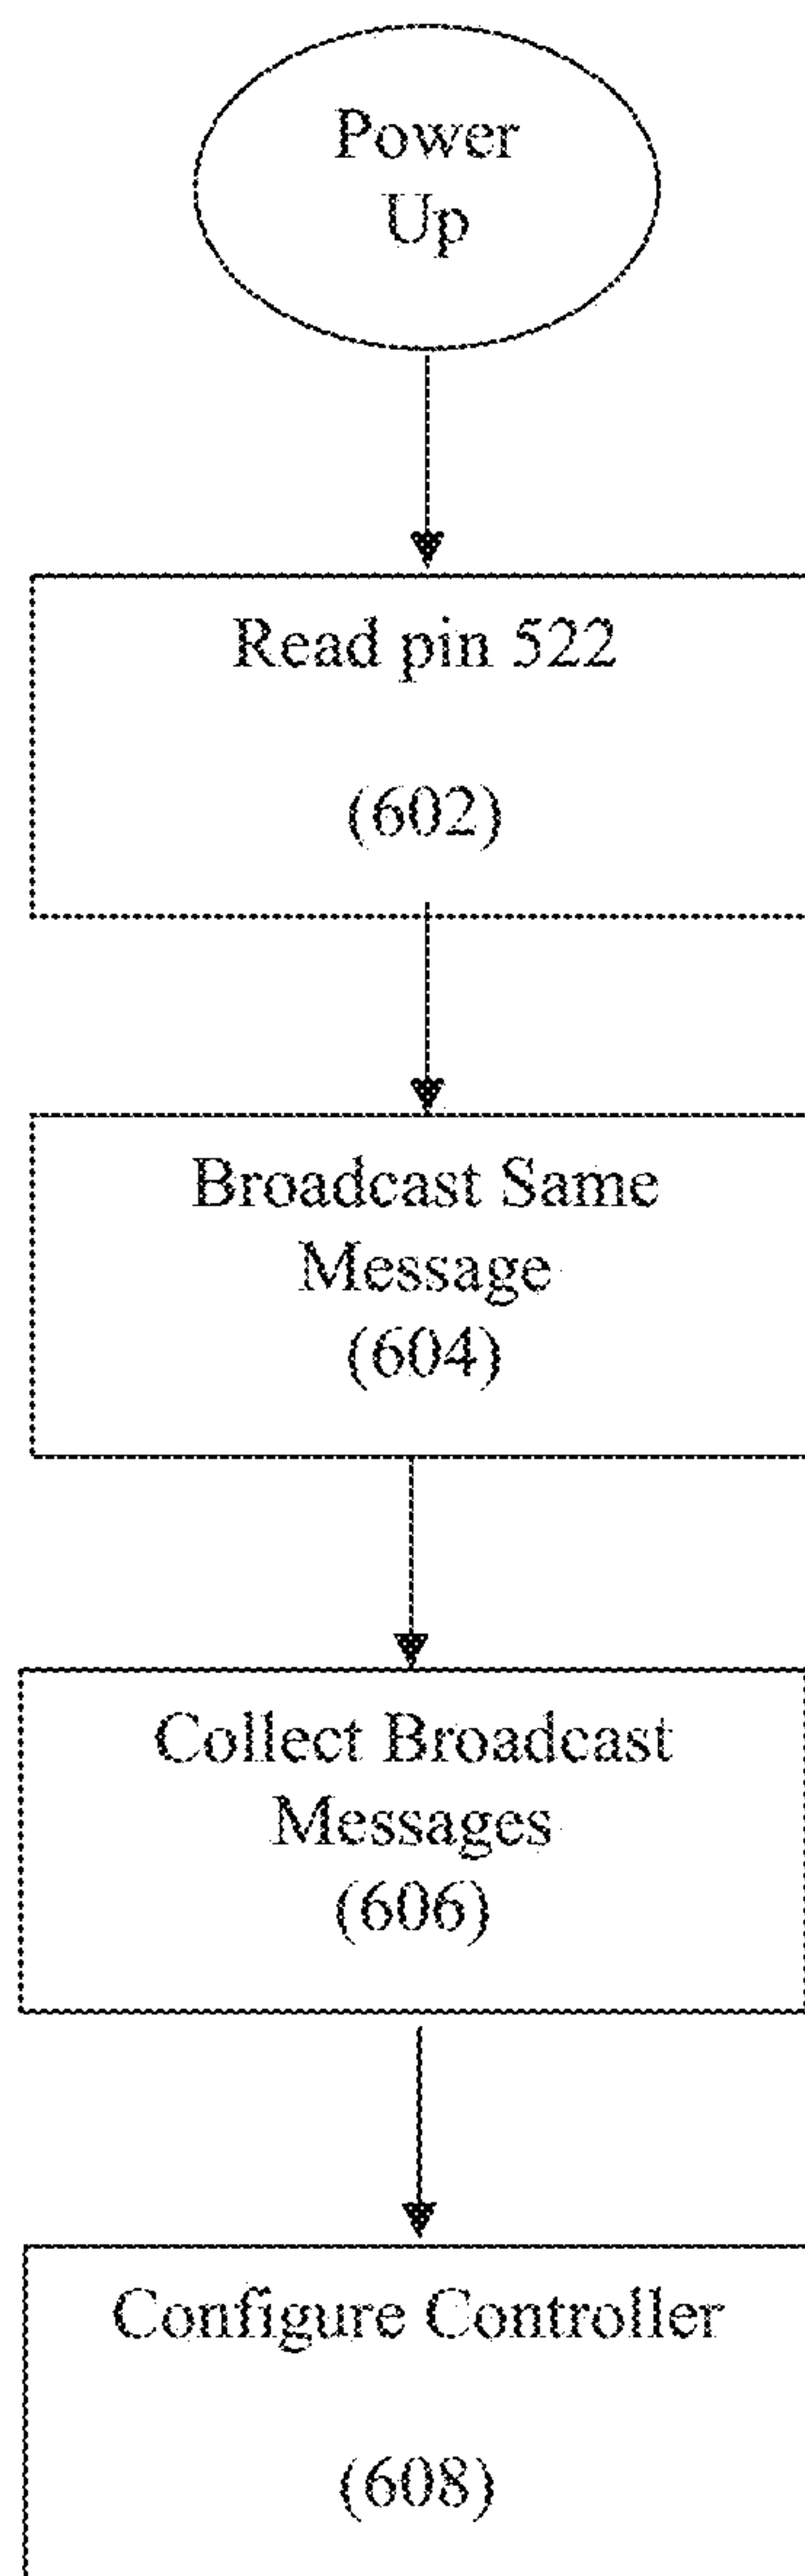 Power
Up
Read pin 522
(602)
Broadcast Same
Message
(604)
Collect Broadcast
Messages
(606)
Configure Controller
(608)